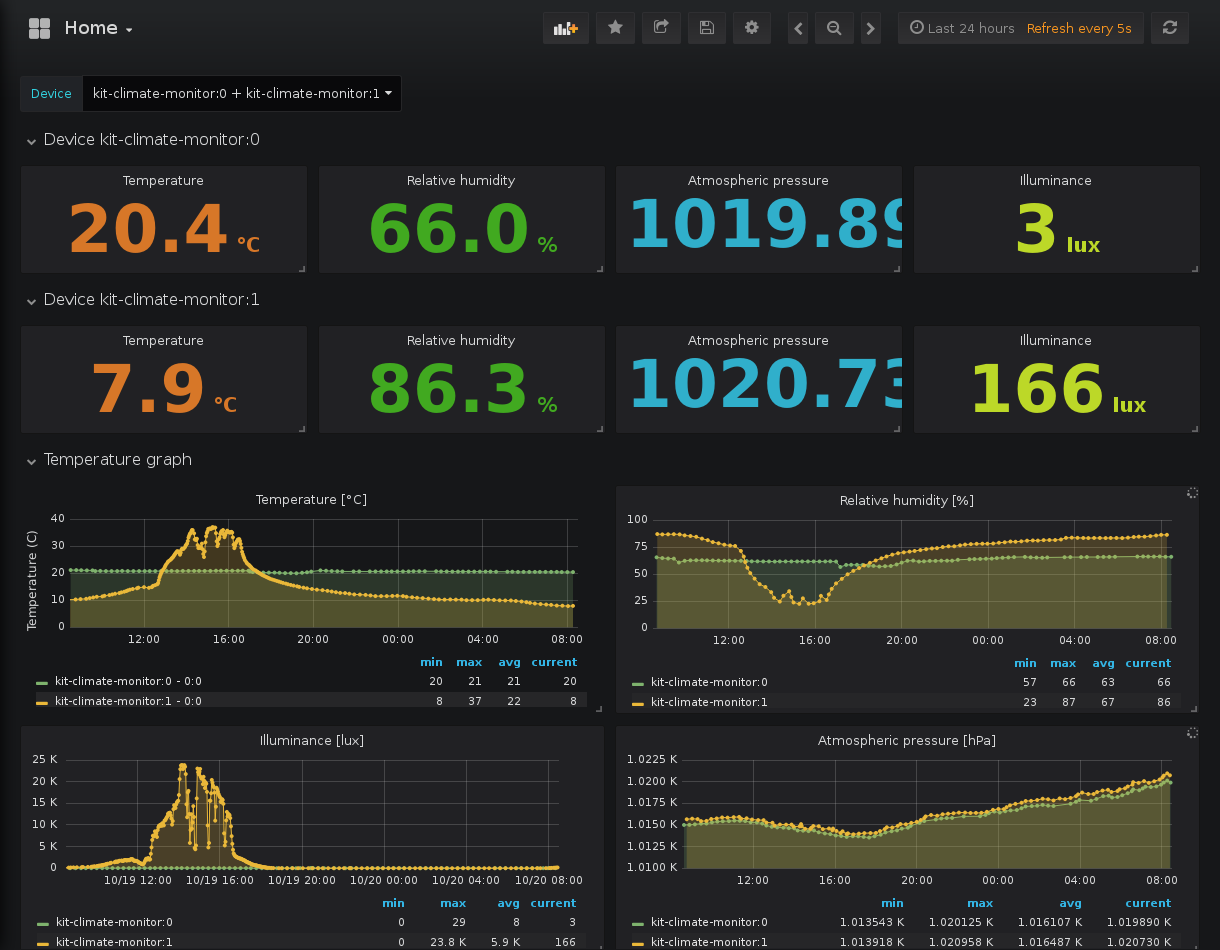 Home
Last 24 hours Refresh every 5s
Device kit-climate-monitor:0 + kit-climate-monitor:1
Device kit-climate-monitor:0
Temperature Relative humidity Atmospheric pressure Illuminance
20.4 °C 66.0 % 1019.89 3 lux
Device kit-climate-monitor:1
Temperature Relative humidity Atmospheric pressure Illuminance
7.9 °C 86.3 % 1020.73 166 lux
Temperature graph
Temperature [°C]
Temperature (C)
40
30
20
10
0
12:00 16:00 20:00 00:00 04:00 08:00
min max avg current
kit-climate-monitor:0 - 0:0 20 21 21 20
kit-climate-monitor:1 - 0:0 8 37 22 8
Relative humidity [%]
100
75
50
25
0
12:00 16:00 20:00 00:00 04:00 08:00
min max avg current
kit-climate-monitor:0 57 66 63 66
kit-climate-monitor:1 23 87 67 86
Illuminance [lux]
25 K
20 K
15 K
10 K
5 K
0
10/19 12:00 10/19 16:00 10/19 20:00 10/20 00:00 10/20 04:00 10/20 08:00
min max avg current
kit-climate-monitor:0 0 29 8 3
kit-climate-monitor:1 0 23.8 K 5.9 K 166
Atmospheric pressure [hPa]
1.0225 K
1.0200 K
1.0175 K
1.0150 K
1.0125 K
1.0100 K
12:00 16:00 20:00 00:00 04:00 08:00
min max avg current
kit-climate-monitor:0 1.013543 K 1.020125 K 1.016107 K 1.019890 K
kit-climate-monitor:1 1.013918 K 1.020958 K 1.016487 K 1.020730 K